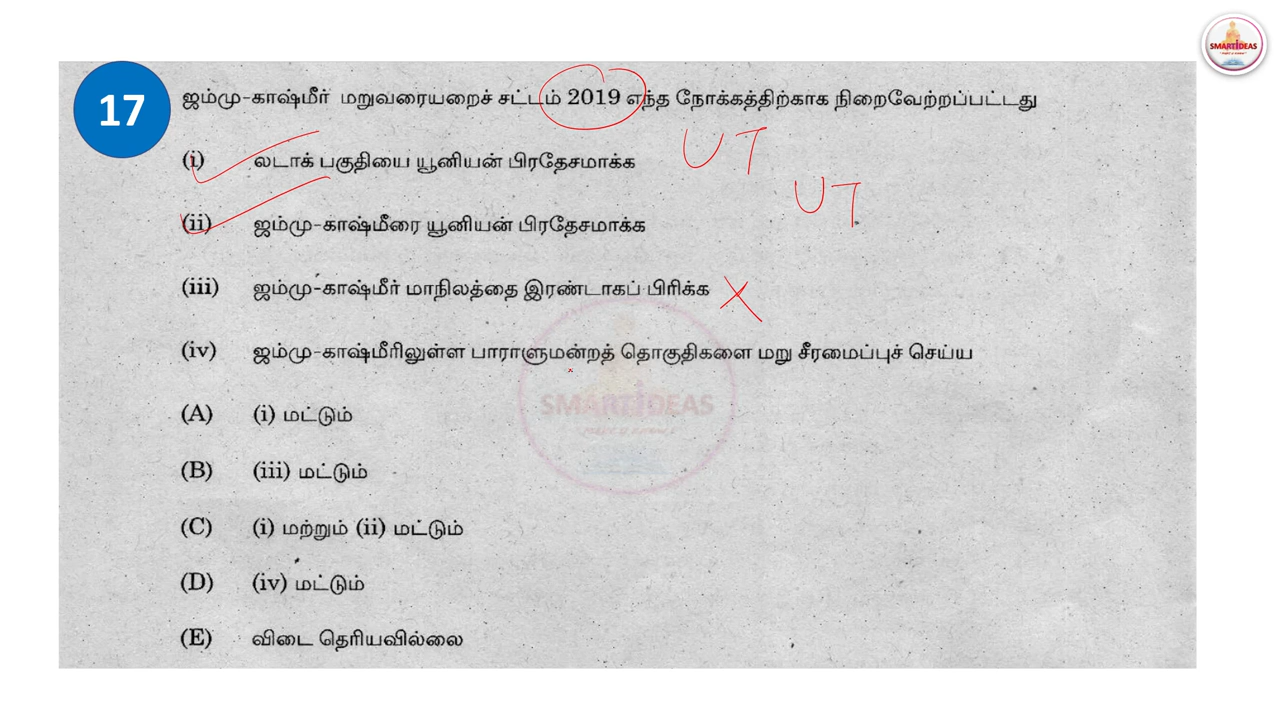 SMARTIDEAS
17
ஜம்மு-காஷ்மீர் மறுவரையறைச் சட்டம் 2019 எந்த நோக்கத்திற்காக நிறைவேற்றப்பட்டது
(i) லடாக் பகுதியை யூனியன் பிரதேசமாக்க UT
UT
(ii) ஜம்மு-காஷ்மீரை யூனியன் பிரதேசமாக்க
(iii) ஜம்மு-காஷ்மீர் மாநிலத்தை இரண்டாகப் பிரிக்க
(iv) ஜம்மு-காஷ்மீரிலுள்ள பாராளுமன்றத் தொகுதிகளை மறு சீரமைப்புச் செய்ய
SMARTIDEAS
(A) (i) மட்டும்
(B) (iii) மட்டும்
(C) (i) மற்றும் (ii) மட்டும்
(D) (iv) மட்டும்
(E) விடை தெரியவில்லை